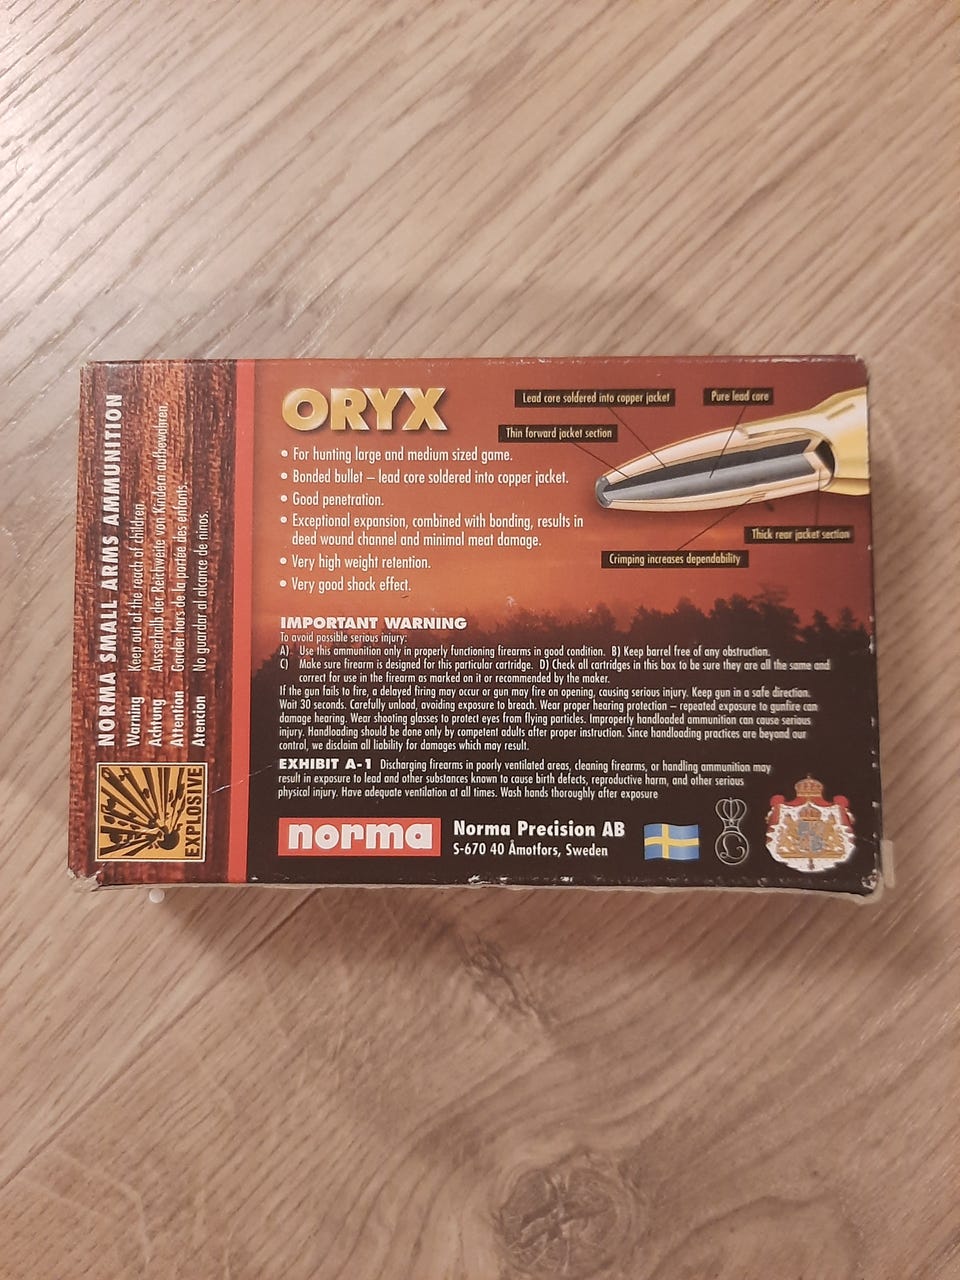 NORMA SMALL ARMS AMMUNITION
Warning Keep out of the reach of children.
Achtung Ausserhalb der Reichweite von Kindern aufbewahren.
Attention Garder hors de la portée des enfants.
Atencion No guardar al alcance de ninos.
EXPLOSIVE
ORYX
• For hunting large and medium sized game.
• Bonded bullet – lead core soldered into copper jacket.
• Good penetration.
• Exceptional expansion, combined with bonding, results in
deed wound channel and minimal meat damage.
• Very high weight retention.
• Very good shock effect.
Lead core soldered into copper jacket
Pure lead core
Thin forward jacket section
Thick rear jacket section
Crimping increases dependability
IMPORTANT WARNING
To avoid possible serious injury:
A). Use this ammunition only in properly functioning firearms in good condition. B) Keep barrel free of any obstruction.
C) Make sure firearm is designed for this particular cartridge. D) Check all cartridges in this box to be sure they are all the same and
correct for use in the firearm as marked on it or recommended by the maker.
If the gun fails to fire, a delayed firing may occur or gun may fire on opening, causing serious injury. Keep gun in a safe direction.
Wait 30 seconds. Carefully unload, avoiding exposure to breach. Wear proper hearing protection – repeated exposure to gunfire can
damage hearing. Wear shooting glasses to protect eyes from flying particles. Improperly handloaded ammunition can cause serious
injury. Handloading should be done only by competent adults after proper instruction. Since handloading practices are beyond our
control, we disclaim all liability for damages which may result.
EXHIBIT A-1 Discharging firearms in poorly ventilated areas, cleaning firearms, or handling ammunition may
result in exposure to lead and other substances known to cause birth defects, reproductive harm, and other serious
physical injury. Have adequate ventilation at all times. Wash hands thoroughly after exposure
norma
Norma Precision AB
S-670 40 Åmotfors, Sweden
L